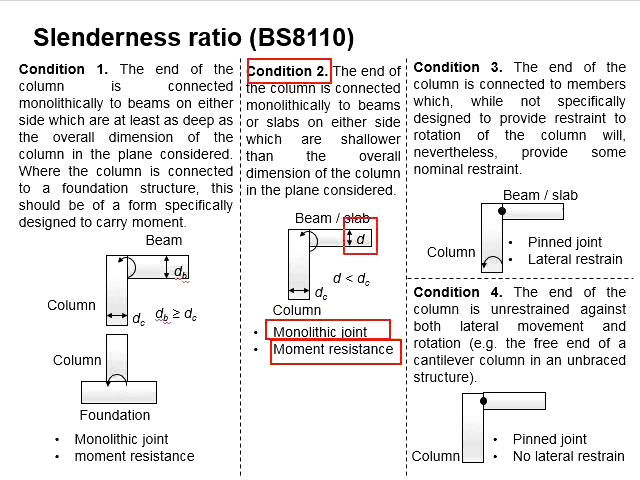 Slenderness ratio (BS8110)
Condition 1. The end of the
column is connected
monolithically to beams on either
side which are at least as deep as
the overall dimension of the
column in the plane considered.
Where the column is connected
to a foundation structure, this
should be of a form specifically
designed to carry moment.
Beam
db
Column
dc
db ≥ dc
Column
Foundation
• Monolithic joint
• moment resistance
Condition 2. The end of
the column is connected
monolithically to beams
or slabs on either side
which are shallower
than the overall
dimension of the column
in the plane considered.
Beam / slab
d
d < dc
dc
Column
• Monolithic joint
• Moment resistance
Condition 3. The end of the
column is connected to members
which, while not specifically
designed to provide restraint to
rotation of the column will,
nevertheless, provide some
nominal restraint.
Beam / slab
Column
• Pinned joint
• Lateral restrain
Condition 4. The end of the
column is unrestrained against
both lateral movement and
rotation (e.g. the free end of a
cantilever column in an unbraced
structure).
Column
• Pinned joint
• No lateral restrain